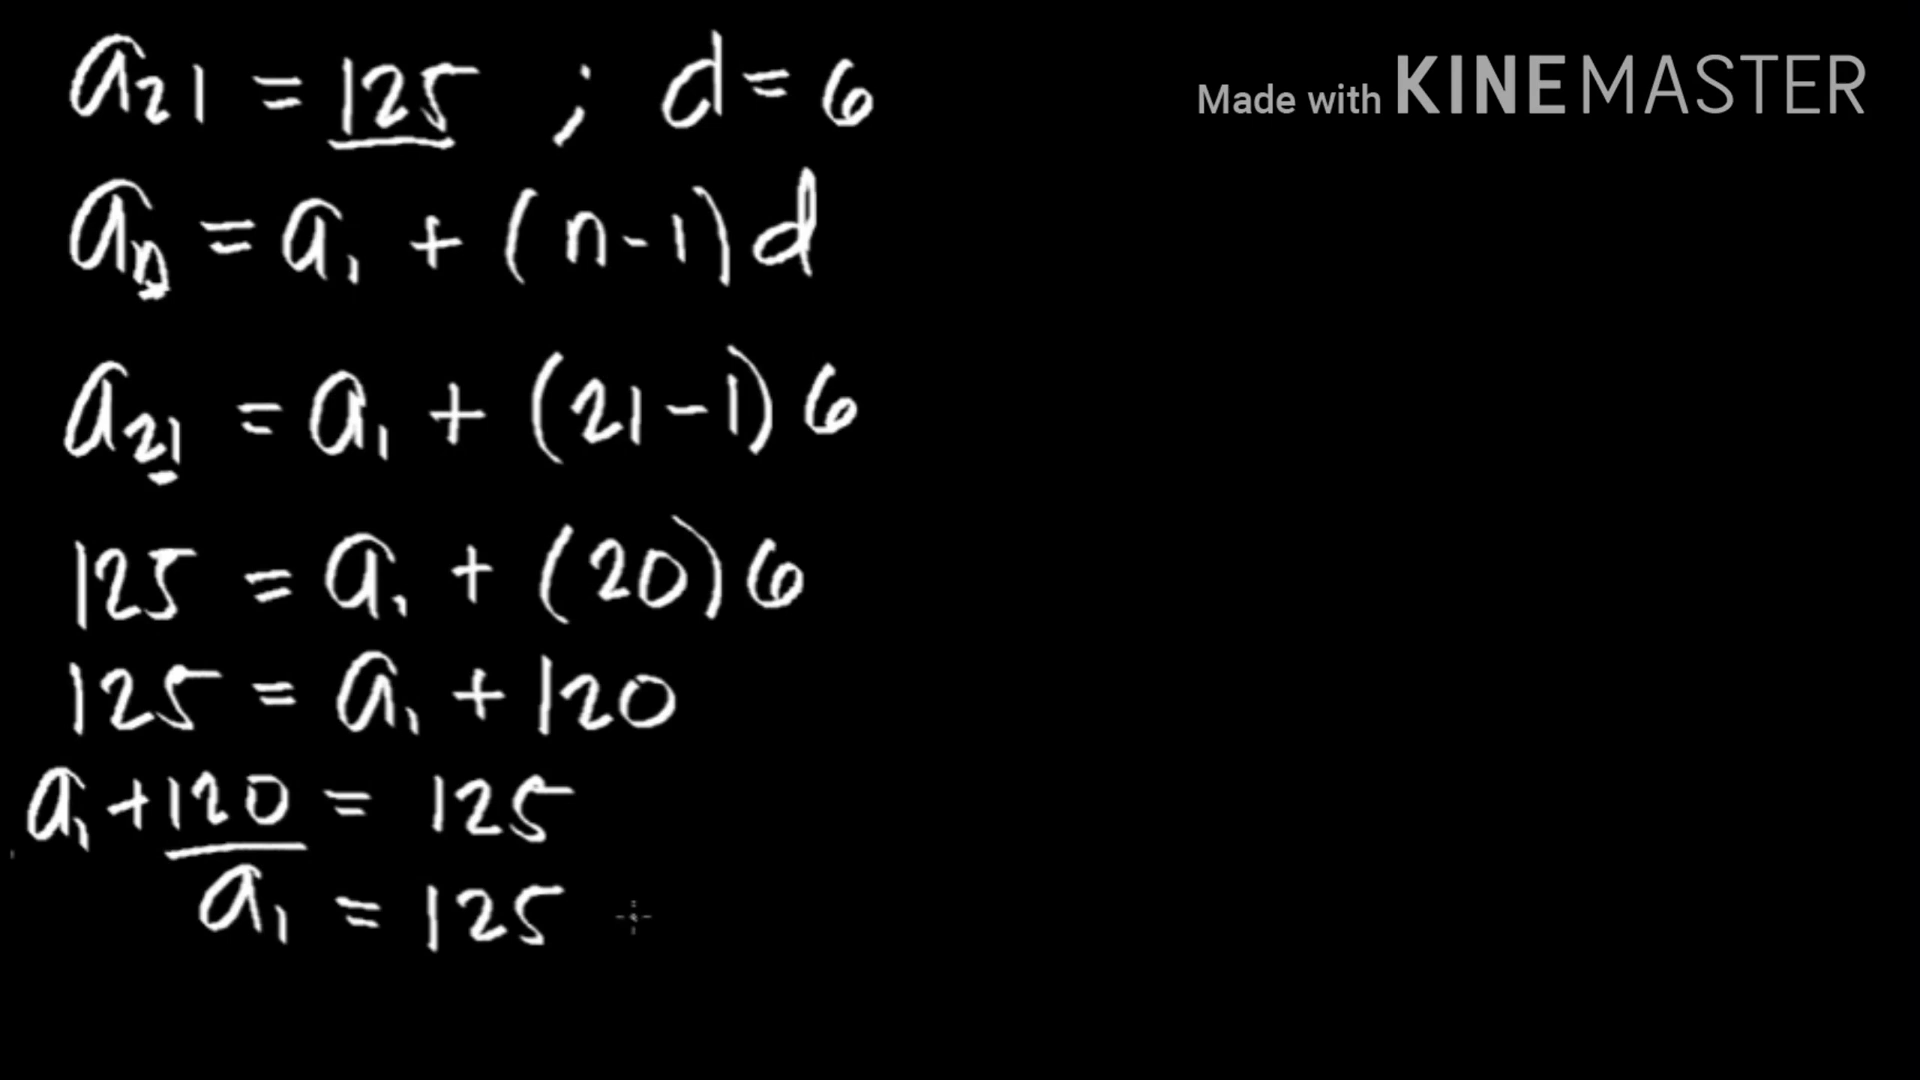 a₂₁ = 125 ; d = 6
Made with KINEMASTER
aₙ = a₁ + (n-1)d
a₂₁ = a₁ + (21-1)6
125 = a₁ + (20)6
125 = a₁ + 120
a₁ + 120 = 125
a₁ = 125